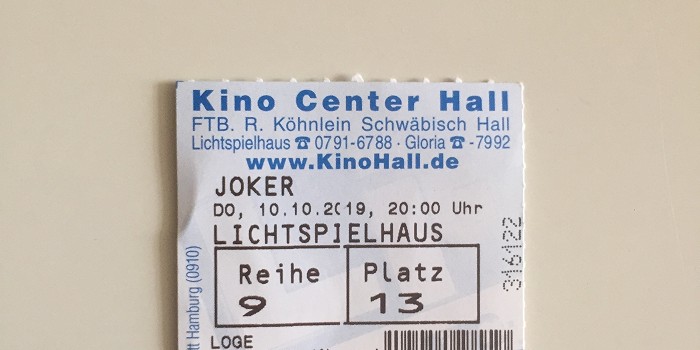 Kino Center Hall
FTB. R. Köhnlein Schwäbisch Hall
Lichtspielhaus ☎ 0791-6788 · Gloria ☎ -7992
www.KinoHall.de
JOKER
DO, 10.10.2019, 20:00 Uhr
LICHTSPIELHAUS
Reihe Platz
9 13
LOGE
316122
Hamburg (0910)